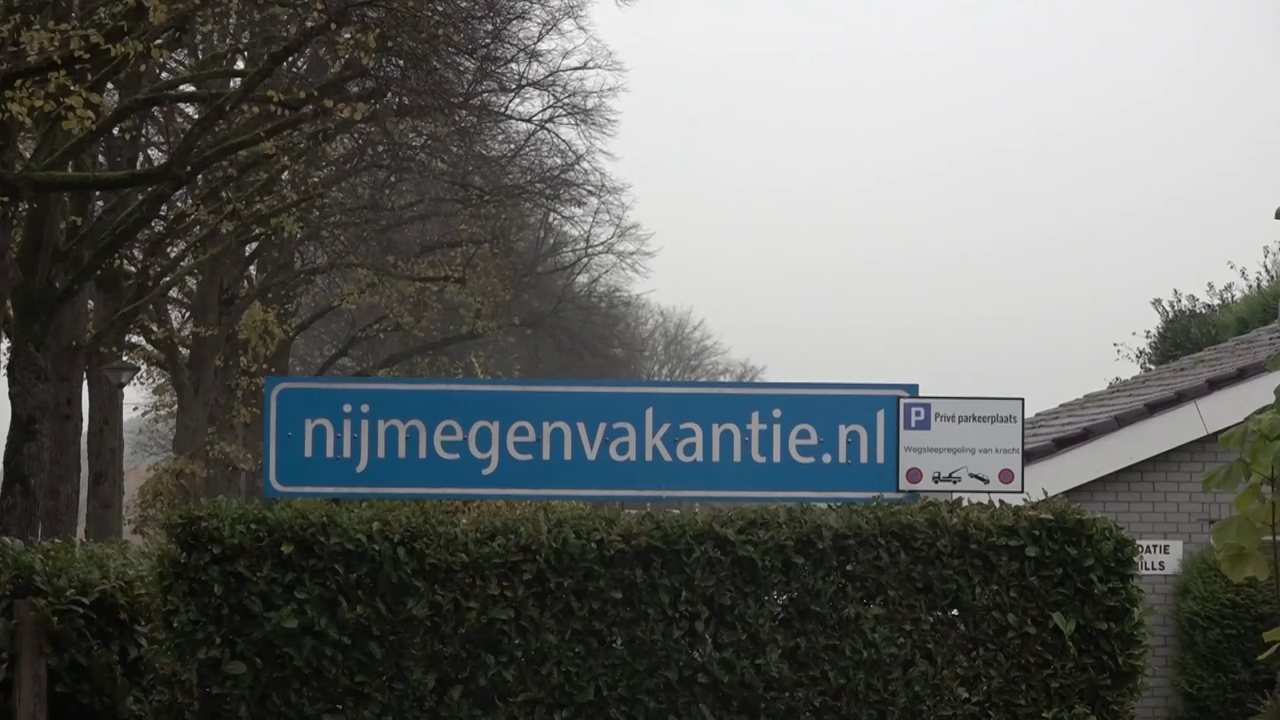 nijmegenvakantie.nl
P Privé parkeerplaats
Wegsleepregeling van kracht
DATIE
ILLS